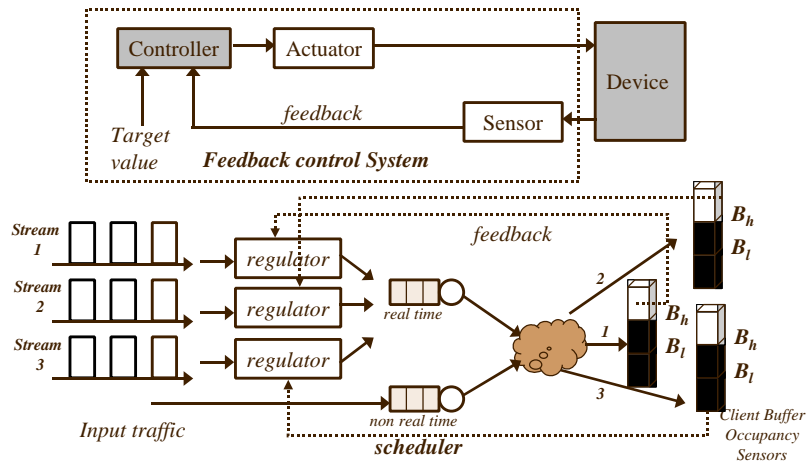 Controller
Actuator
Device
feedback
Sensor
Target
value
Feedback control System
Stream
1
regulator
feedback
B_h
B_l
Stream
2
regulator
real time
2
1
B_h
B_l
Stream
3
regulator
3
B_h
B_l
non real time
Input traffic
scheduler
Client Buffer
Occupancy
Sensors